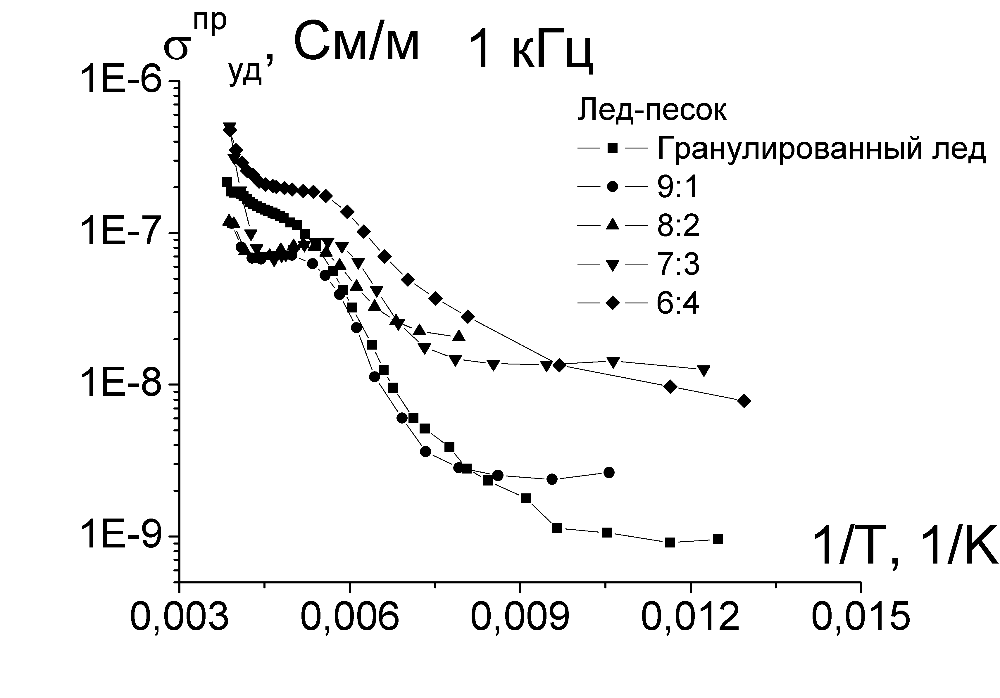 σ^пр_уд, См/м 1 кГц
1E-6
1E-7
1E-8
1E-9
Лед-песок
Гранулированный лед
9:1
8:2
7:3
6:4
1/T, 1/K
0,003 0,006 0,009 0,012 0,015